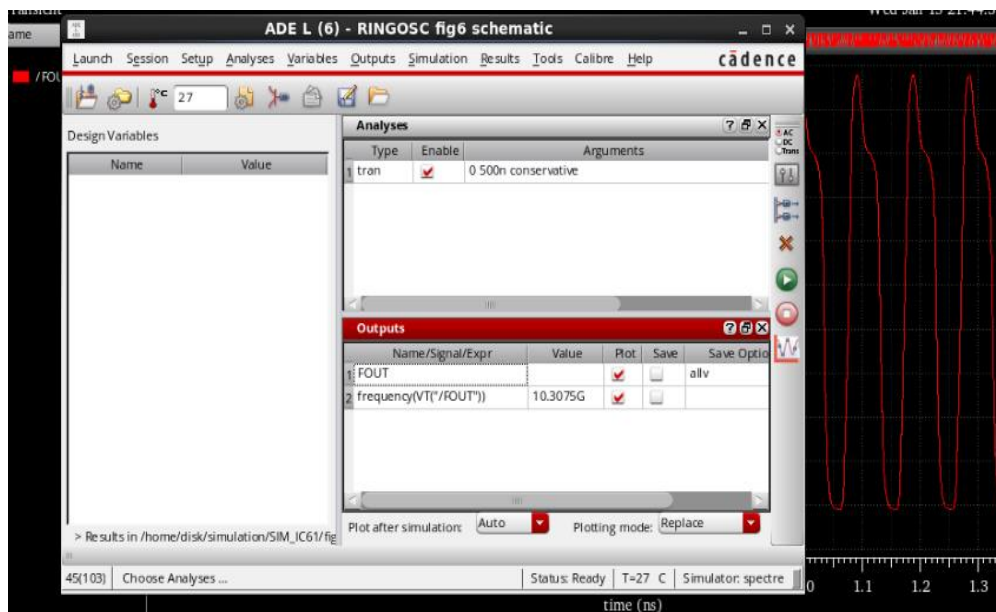 ame
/FOU
ADE L (6) - RINGOSC fig6 schematic
Launch Session Setup Analyses Variables Outputs Simulation Results Tools Calibre Help cādence
°C 27
Design Variables
Name Value
Analyses
Type Enable Arguments
1 tran 0 500n conservative
AC
DC
Trans
Outputs
Name/Signal/Expr Value Plot Save Save Optio
1 FOUT allv
2 frequency(VT("/FOUT")) 10.3075G
Plot after simulation: Auto Plotting mode: Replace
> Results in /home/disk/simulation/SIM_IC61/fig
45(103) Choose Analyses ... Status: Ready T=27 C Simulator: spectre
0 1.1 1.2 1.3
time (ns)